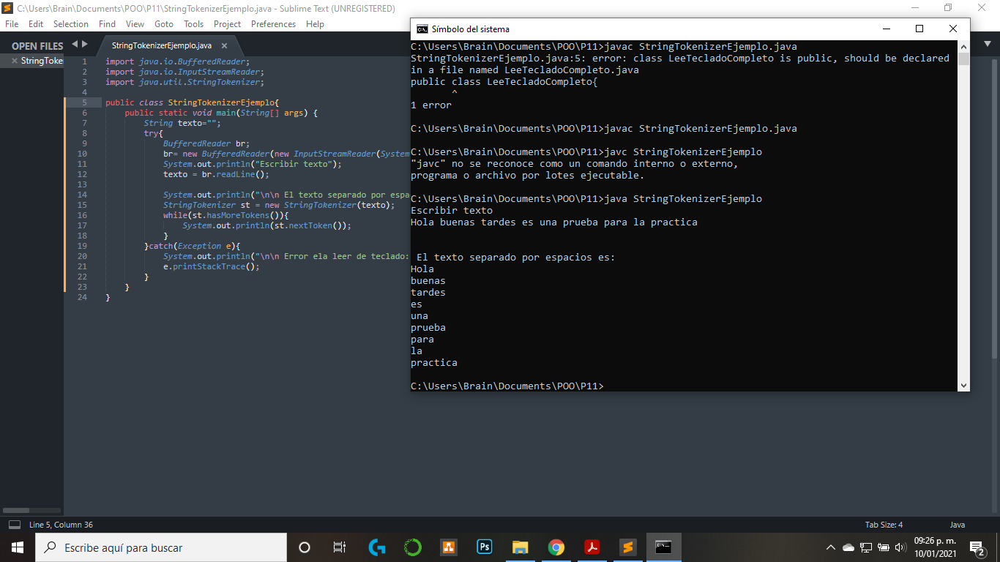 C:\Users\Brain\Documents\POO\P11\StringTokenizerEjemplo.java - Sublime Text (UNREGISTERED)
File Edit Selection Find View Goto Tools Project Preferences Help
OPEN FILES
StringToke
StringTokenizerEjemplo.java
1 import java.io.BufferedReader;
2 import java.io.InputStreamReader;
3 import java.util.StringTokenizer;
4
5 public class StringTokenizerEjemplo{
6 public static void main(String[] args) {
7 String texto="";
8 try{
9 BufferedReader br;
10 br= new BufferedReader(new InputStreamReader(System
11 System.out.println("Escribir texto");
12 texto = br.readLine();
13
14 System.out.println("\n\n El texto separado por espa
15 StringTokenizer st = new StringTokenizer(texto);
16 while(st.hasMoreTokens()){
17 System.out.println(st.nextToken());
18 }
19 }catch(Exception e){
20 System.out.println("\n\n Error ela leer de teclado:
21 e.printStackTrace();
22 }
23 }
24 }
Símbolo del sistema
C:\Users\Brain\Documents\POO\P11>javac StringTokenizerEjemplo.java
StringTokenizerEjemplo.java:5: error: class LeeTecladoCompleto is public, should be declared
in a file named LeeTecladoCompleto.java
public class LeeTecladoCompleto{
^
1 error
C:\Users\Brain\Documents\POO\P11>javac StringTokenizerEjemplo.java
C:\Users\Brain\Documents\POO\P11>javc StringTokenizerEjemplo
"javc" no se reconoce como un comando interno o externo,
programa o archivo por lotes ejecutable.
C:\Users\Brain\Documents\POO\P11>java StringTokenizerEjemplo
Escribir texto
Hola buenas tardes es una prueba para la practica
El texto separado por espacios es:
Hola
buenas
tardes
es
una
prueba
para
la
practica
C:\Users\Brain\Documents\POO\P11>
Line 5, Column 36
Tab Size: 4
Java
Escribe aquí para buscar
Ps
09:26 p. m.
10/01/2021
2